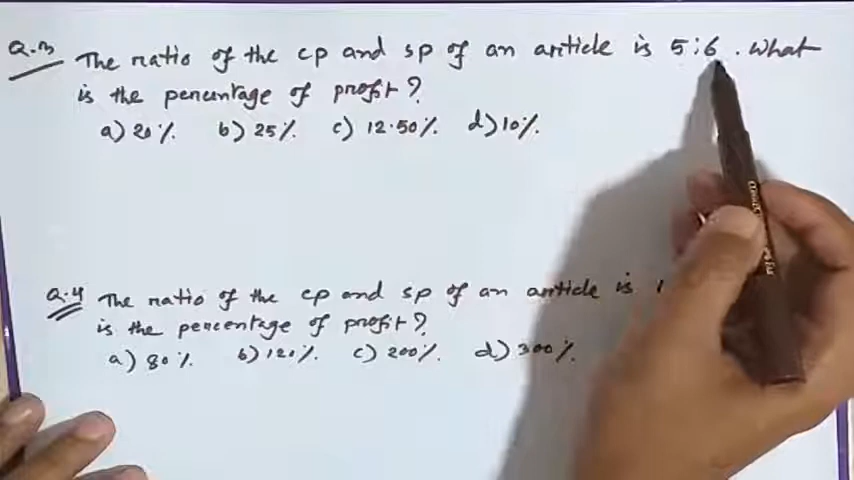 Q.3 The ratio of the cp and sp of an article is 5:6. What
is the percentage of profit?
a) 20% b) 25% c) 12.50% d) 10%.
Q.4 The ratio of the cp and sp of an article is
is the percentage of profit?
a) 80% b) 120% c) 200% d) 300%.